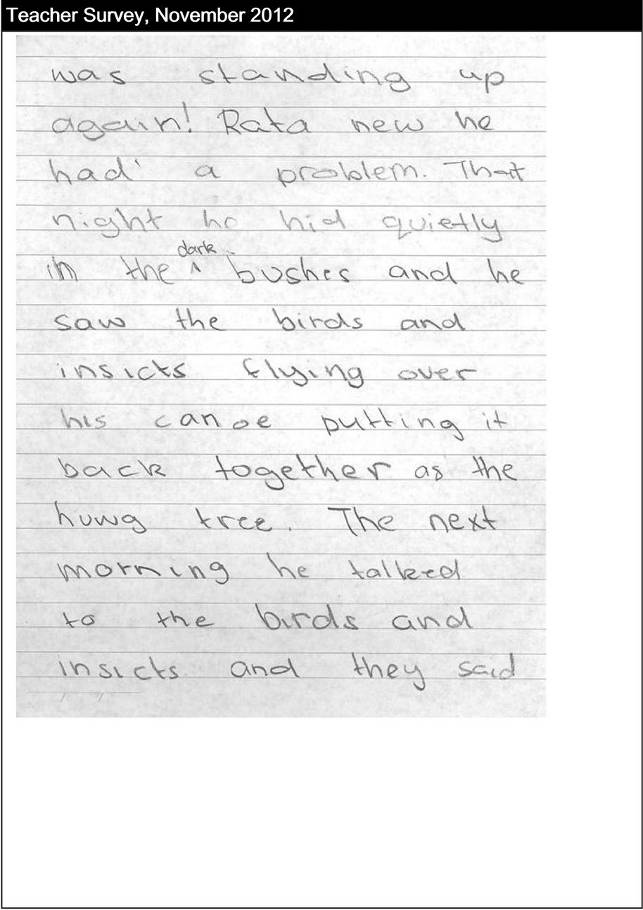 Teacher Survey, November 2012
was standing up
again! Rata new he
had a problem. That
night he hid quietly
in the ^dark bushes and he
saw the birds and
insicts flying over
his canoe putting it
back together as the
huwg tree. The next
morning he talked
to the birds and
insicts and they said